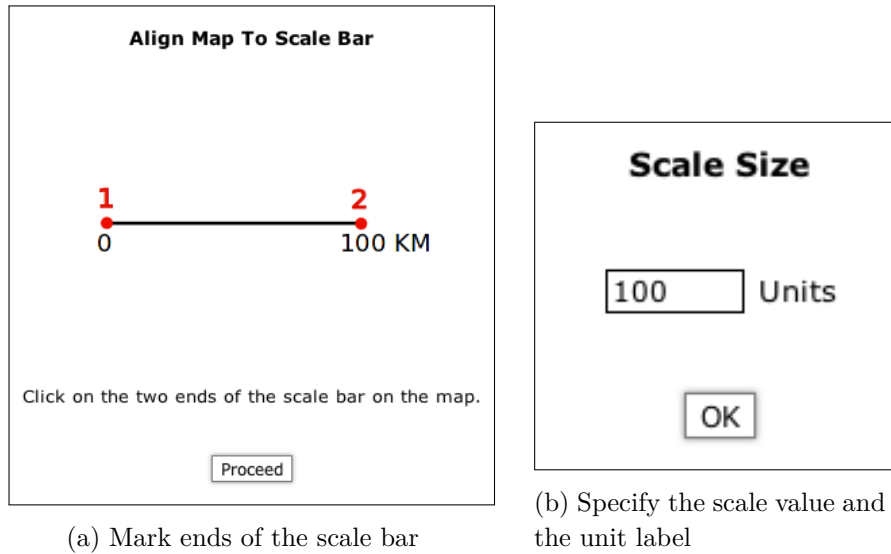 Align Map To Scale Bar
1 2
0 100 KM
Click on the two ends of the scale bar on the map.
Proceed
(a) Mark ends of the scale bar
Scale Size
100 Units
OK
(b) Specify the scale value and
the unit label